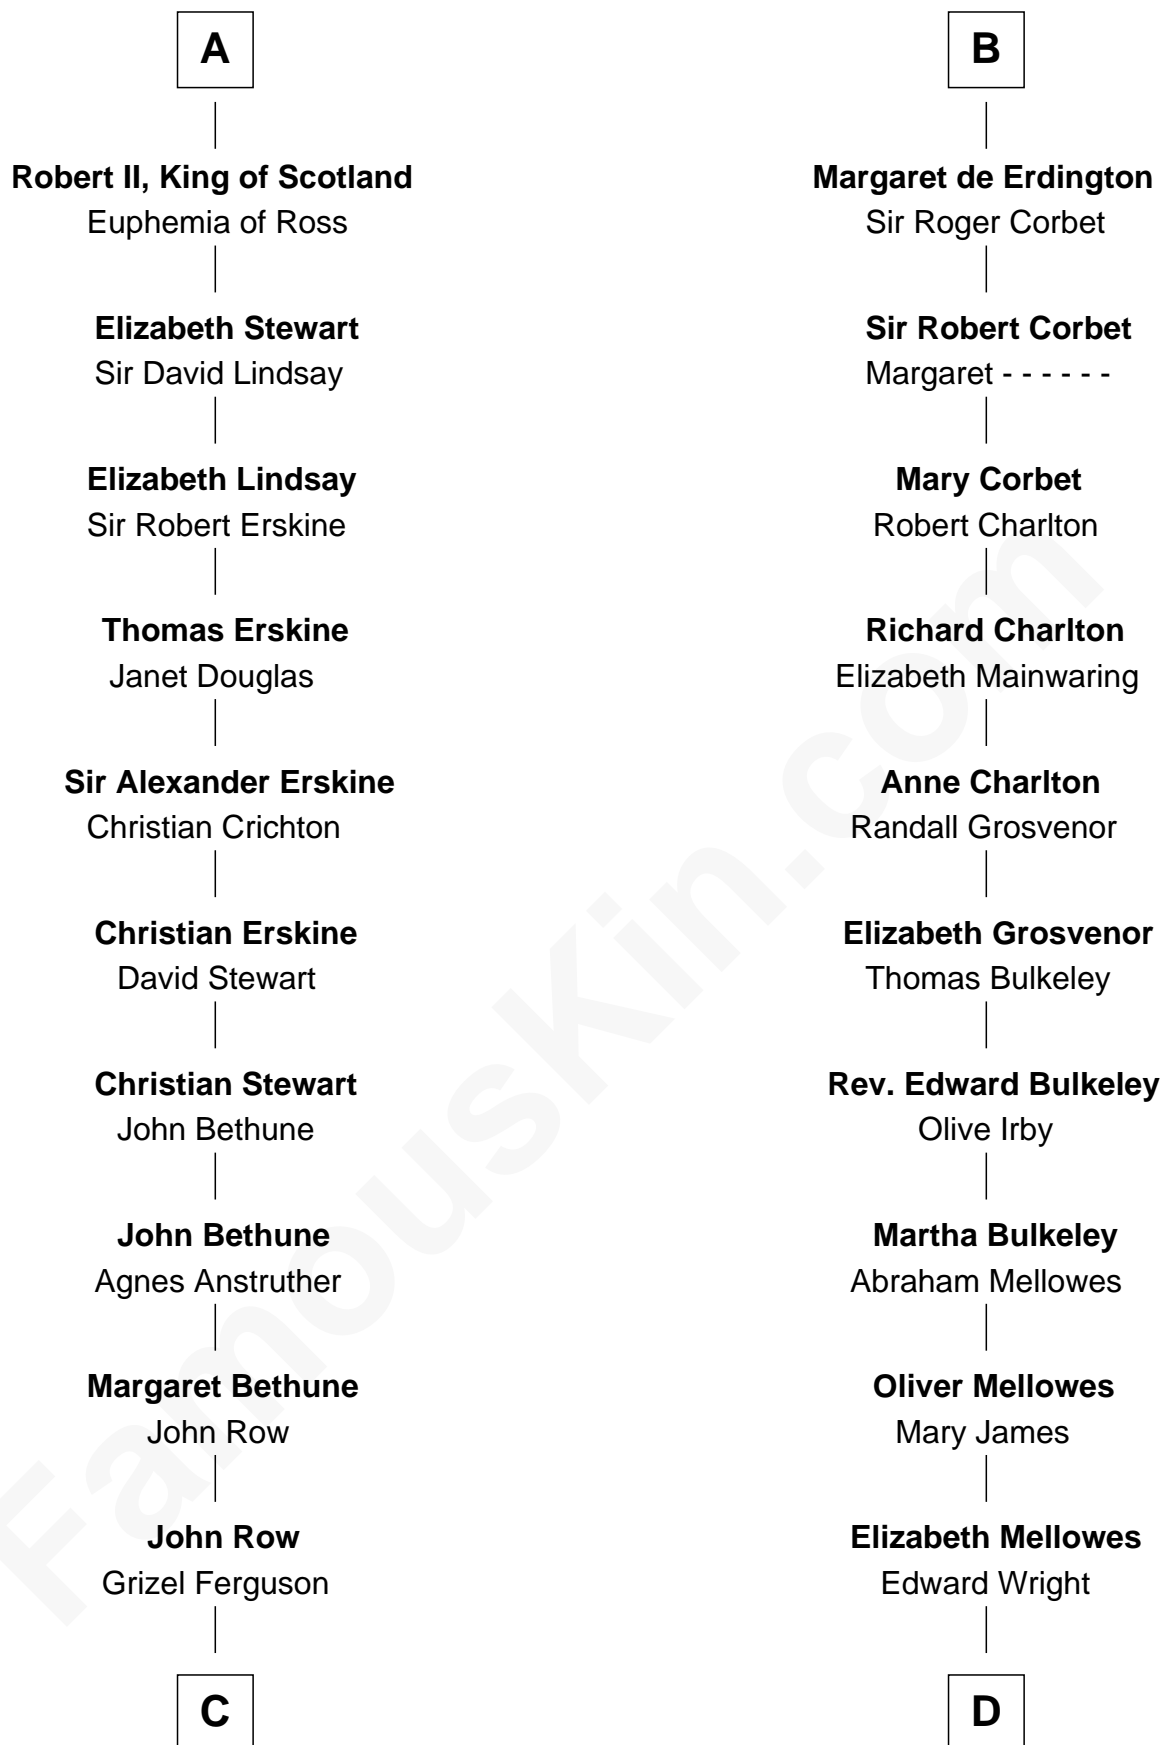 A
Robert II, King of Scotland
Euphemia of Ross
Elizabeth Stewart
Sir David Lindsay
Elizabeth Lindsay
Sir Robert Erskine
Thomas Erskine
Janet Douglas
Sir Alexander Erskine
Christian Crichton
Christian Erskine
David Stewart
Christian Stewart
John Bethune
John Bethune
Agnes Anstruther
Margaret Bethune
John Row
John Row
Grizel Ferguson
C
B
Margaret de Erdington
Sir Roger Corbet
Sir Robert Corbet
Margaret - - - - - -
Mary Corbet
Robert Charlton
Richard Charlton
Elizabeth Mainwaring
Anne Charlton
Randall Grosvenor
Elizabeth Grosvenor
Thomas Bulkeley
Rev. Edward Bulkeley
Olive Irby
Martha Bulkeley
Abraham Mellowes
Oliver Mellowes
Mary James
Elizabeth Mellowes
Edward Wright
D
FamousKin.com